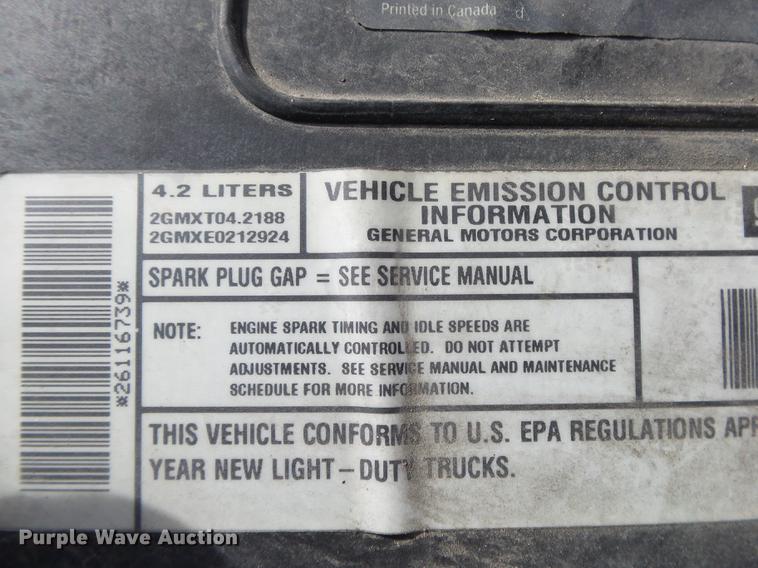 Printed in Canada d
4.2 LITERS
2GMXT04.2188
2GMXE0212924
VEHICLE EMISSION CONTROL
INFORMATION
GENERAL MOTORS CORPORATION
SPARK PLUG GAP = SEE SERVICE MANUAL
*26116739*
NOTE: ENGINE SPARK TIMING AND IDLE SPEEDS ARE
AUTOMATICALLY CONTROLLED. DO NOT ATTEMPT
ADJUSTMENTS. SEE SERVICE MANUAL AND MAINTENANCE
SCHEDULE FOR MORE INFORMATION.
THIS VEHICLE CONFORMS TO U.S. EPA REGULATIONS APP
YEAR NEW LIGHT-DUTY TRUCKS.
Purple Wave Auction